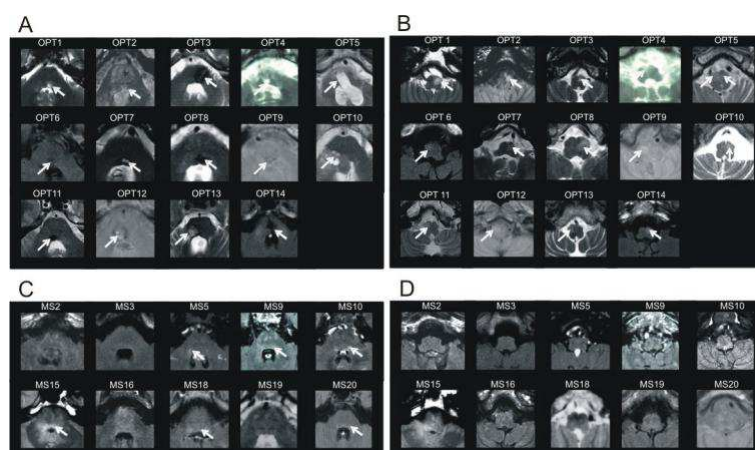 A
OPT1 OPT2 OPT3 OPT4 OPT5
OPT6 OPT7 OPT8 OPT9 OPT10
OPT11 OPT12 OPT13 OPT14
B
OPT 1 OPT2 OPT3 OPT4 OPT5
OPT 6 OPT7 OPT8 OPT9 OPT10
OPT 11 OPT12 OPT13 OPT14
C
MS2 MS3 MS5 MS9 MS10
MS15 MS16 MS18 MS19 MS20
D
MS2 MS3 MS5 MS9 MS10
MS15 MS16 MS18 MS19 MS20